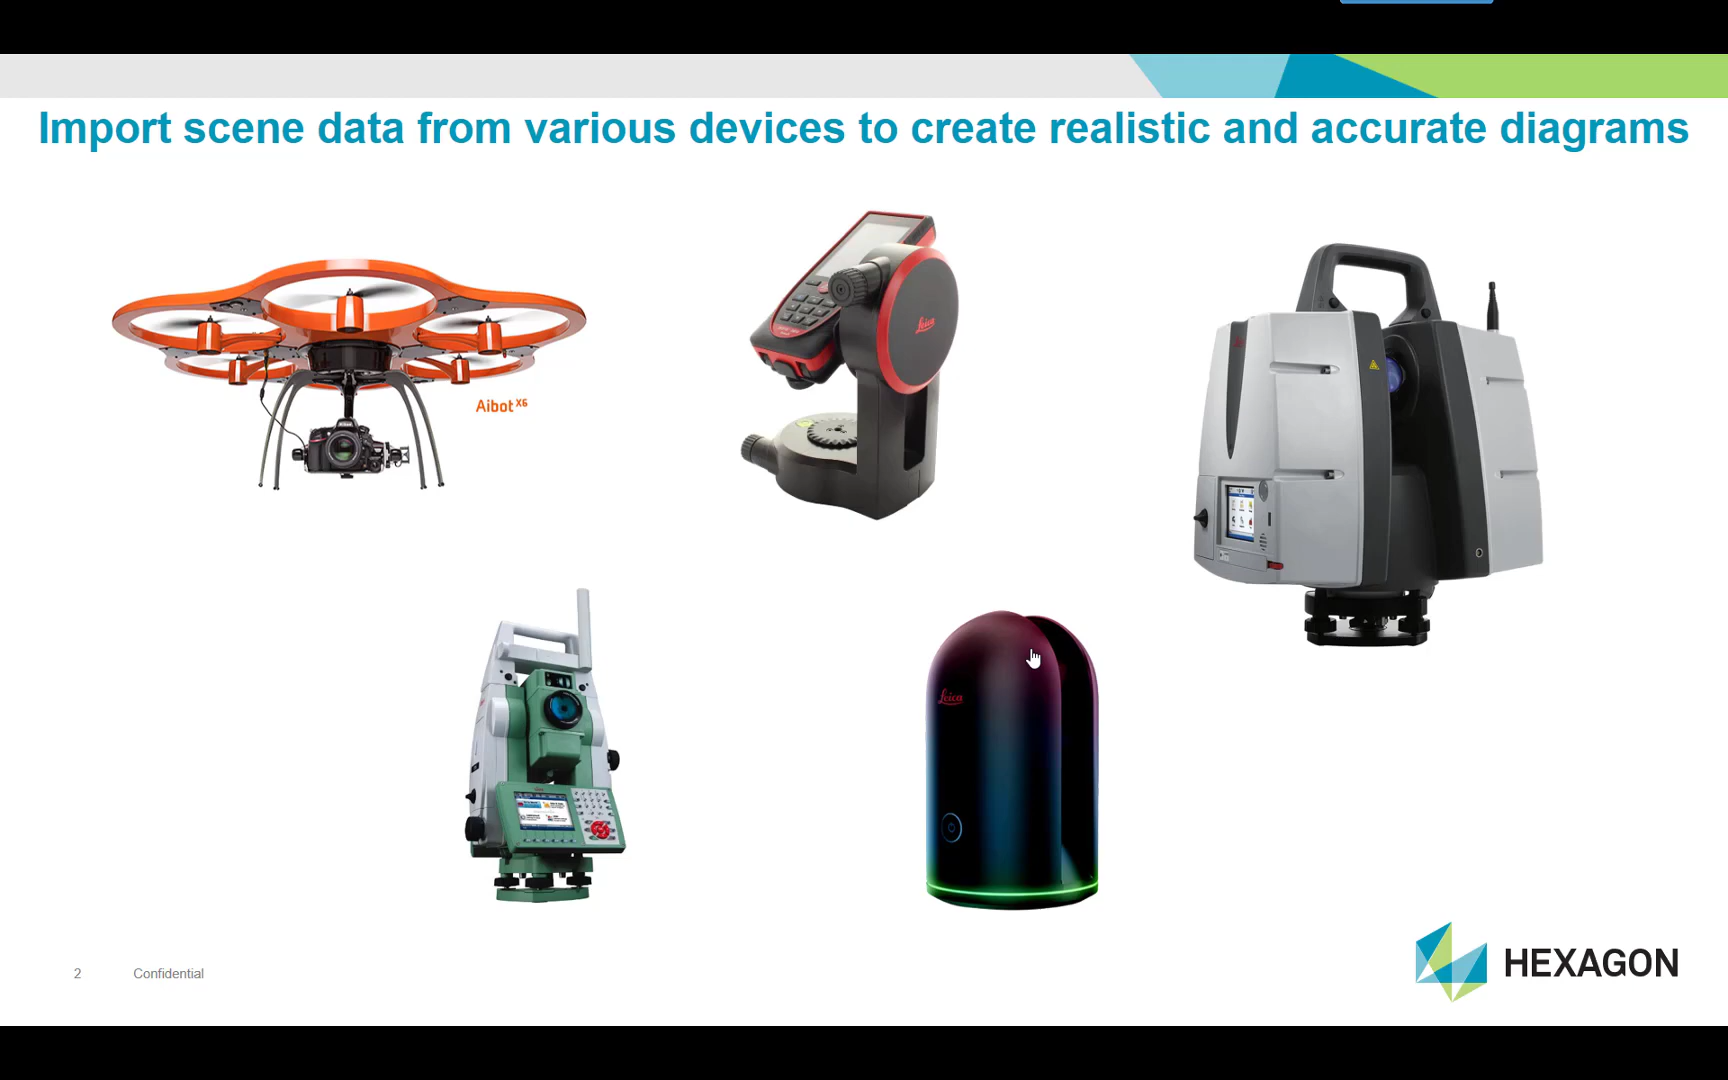 Import scene data from various devices to create realistic and accurate diagrams
Aibot X6
Leica
Leica
2
Confidential
HEXAGON